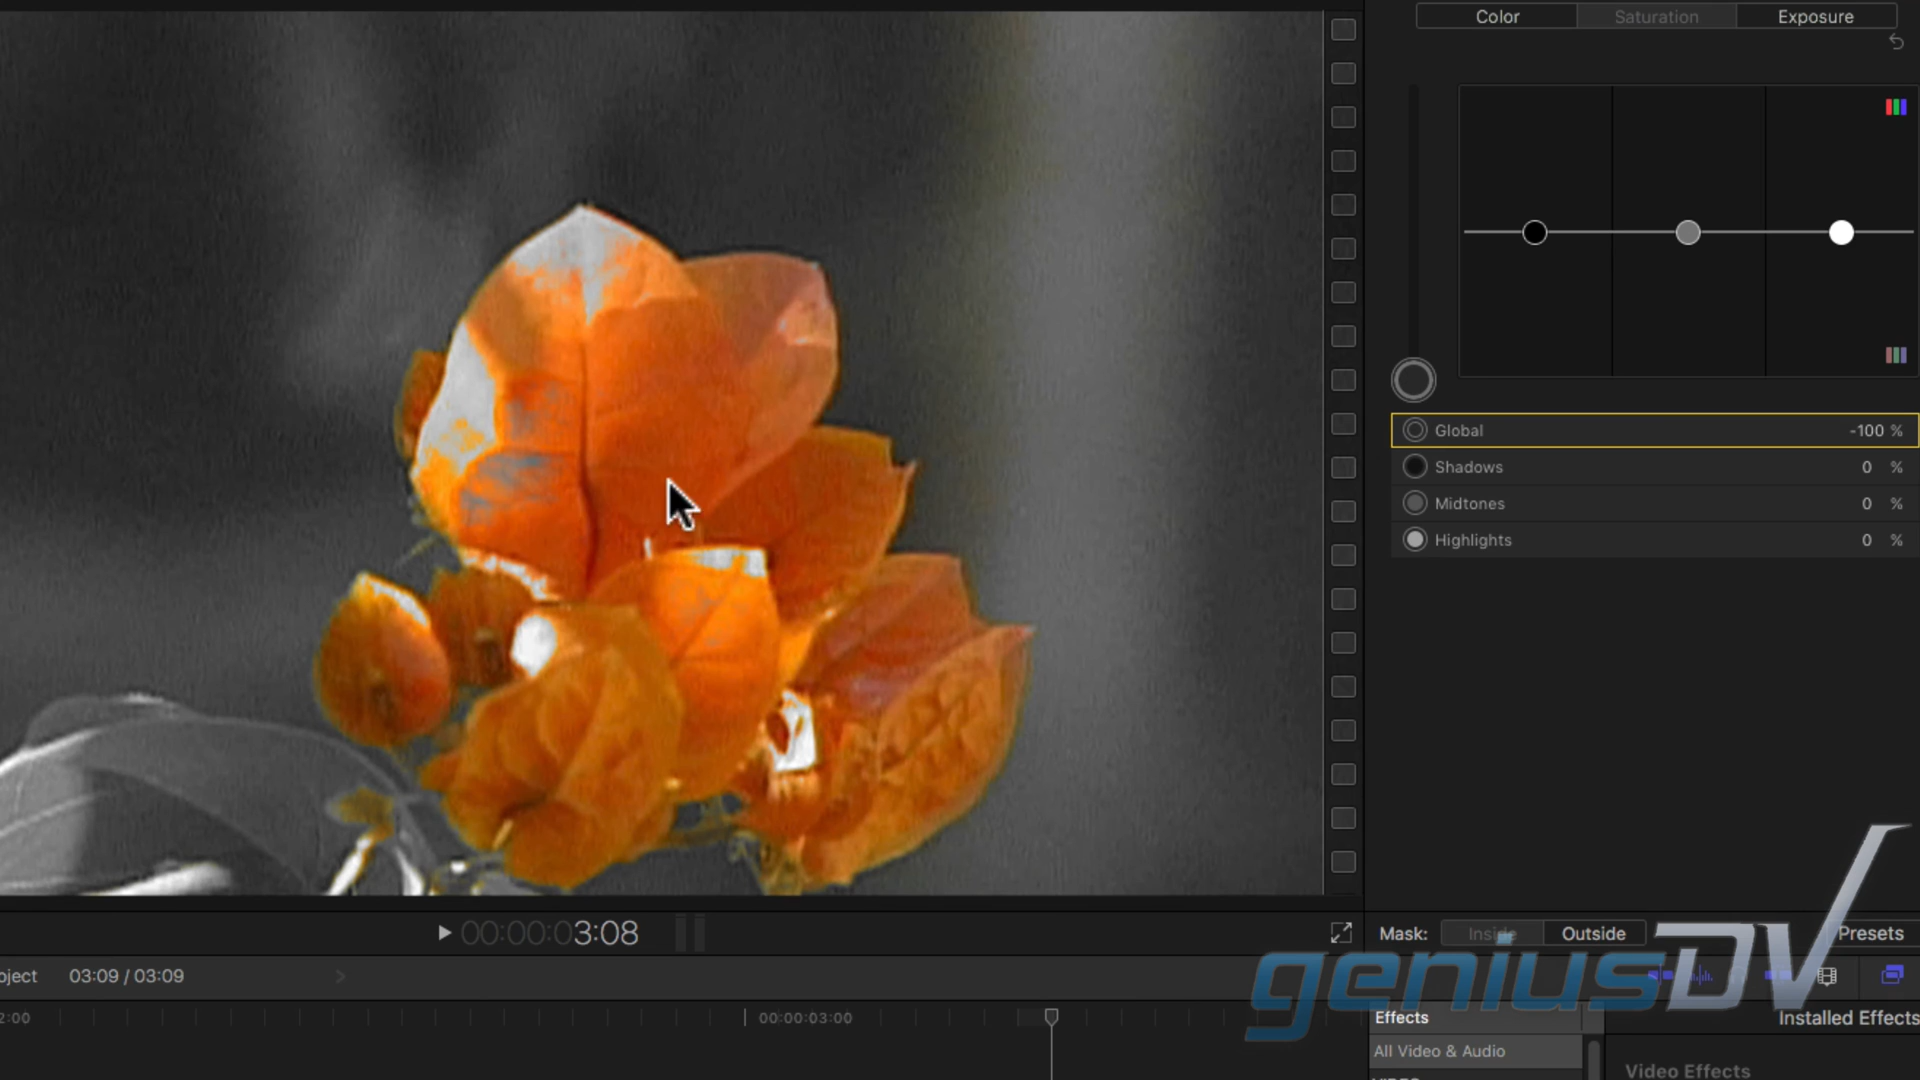 Color Saturation Exposure
Global -100 %
Shadows 0 %
Midtones 0 %
Highlights 0 %
00:00:03:08
Mask: Inside Outside Presets
oject 03:09 / 03:09
geniusDV
2:00 00:00:03:00
Effects Installed Effects
All Video & Audio
Video Effects